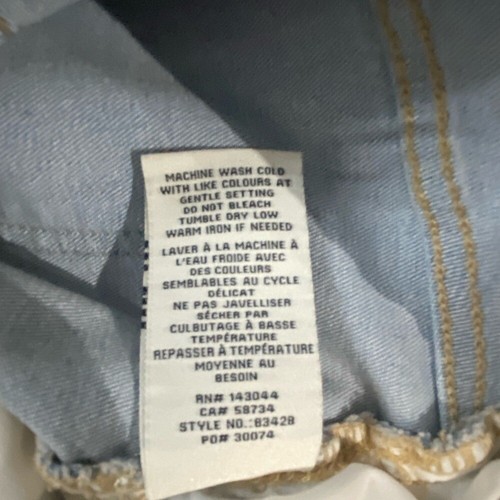 MACHINE WASH COLD
WITH LIKE COLOURS AT
GENTLE SETTING
DO NOT BLEACH
TUMBLE DRY LOW
WARM IRON IF NEEDED
LAVER À LA MACHINE À
L'EAU FROIDE AVEC
DES COULEURS
SEMBLABLES AU CYCLE
DÉLICAT
NE PAS JAVELLISER
SÉCHER PAR
CULBUTAGE À BASSE
TEMPÉRATURE
REPASSER À TEMPÉRATURE
MOYENNE AU
BESOIN
RN# 143044
CA# 58734
STYLE NO.:8342B
PO# 30074